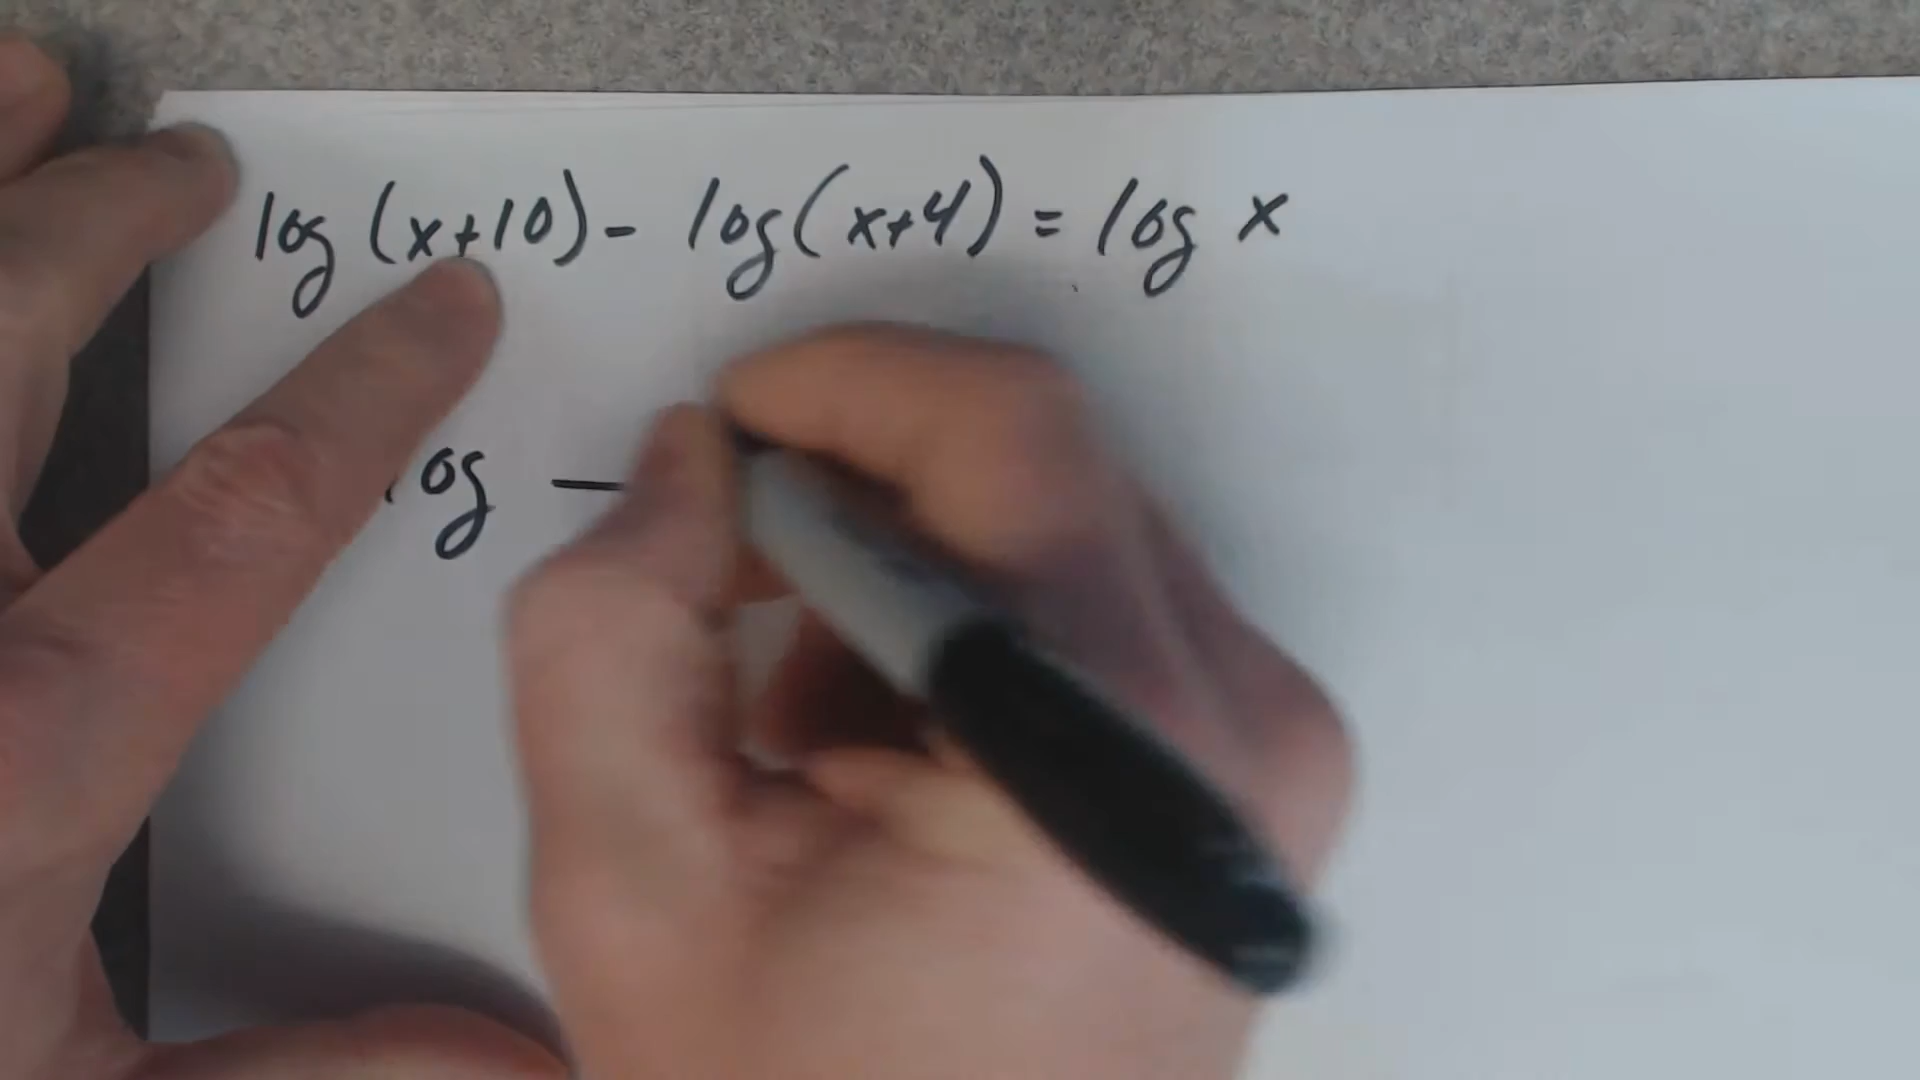 log (x+10) - log(x+4) = log x
log —